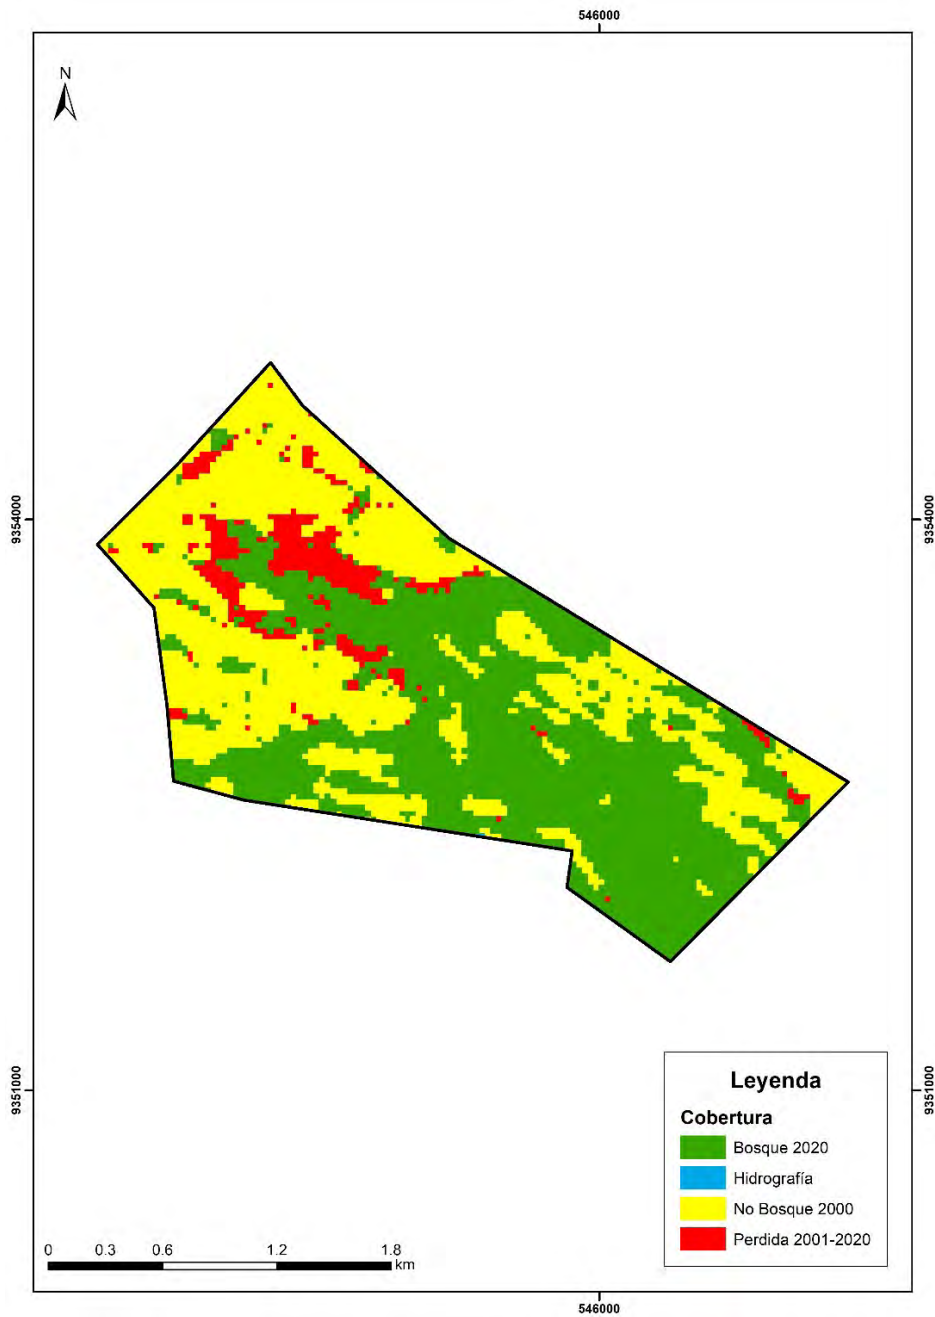 546000
N
9354000
9354000
9351000
9351000
Leyenda
Cobertura
Bosque 2020
Hidrografía
No Bosque 2000
Perdida 2001-2020
0 0.3 0.6 1.2 1.8
km
546000